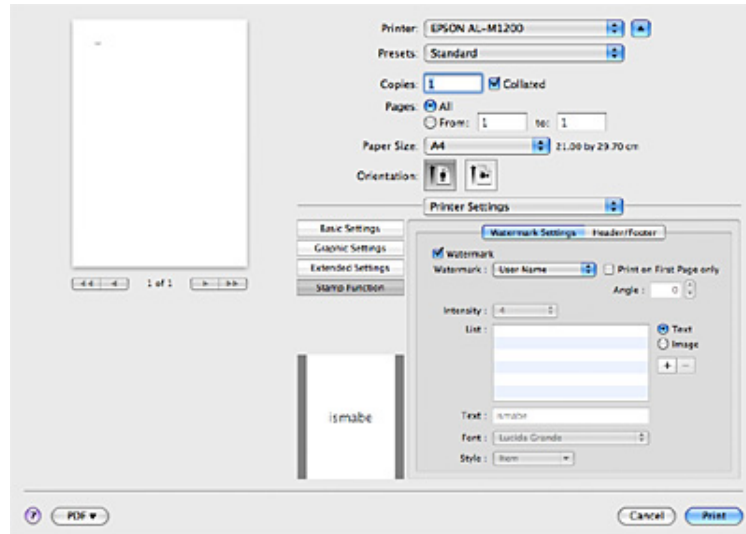 Printer: EPSON AL-M1200
Presets: Standard
Copies: 1 Collated
Pages: All
From: 1 to: 1
Paper Size: A4 21.00 by 29.70 cm
Orientation:
Printer Settings
Basic Settings
Graphic Settings
Extended Settings
Stamp Function
1 of 1
Watermark Settings Header/Footer
Watermark
Watermark : User Name Print on First Page only
Angle : 0
Intensity : 4
List : Text
Image
+ −
ismabe
Text : ismabe
Font : Lucida Grande
Style : Item
? PDF ▼ Cancel Print